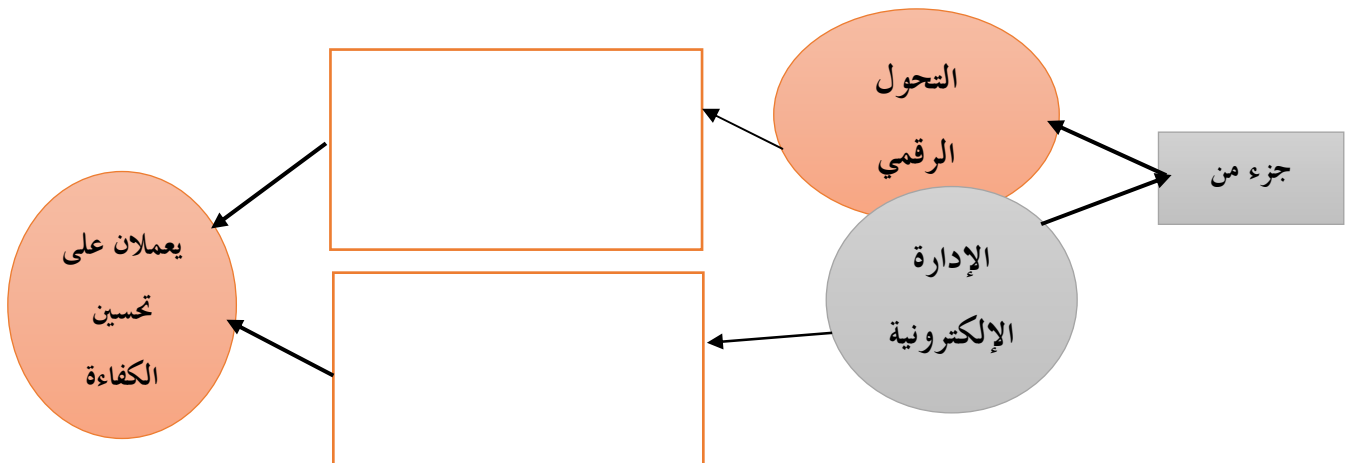 التحول
الرقمي
جزء من
الإدارة
الإلكترونية
يعملان على
تحسين
الكفاءة